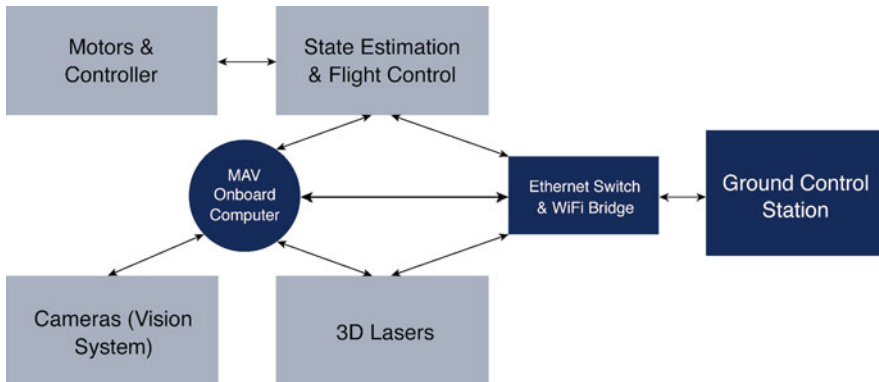 Motors &
Controller
State Estimation
& Flight Control
MAV
Onboard
Computer
Ethernet Switch
& WiFi Bridge
Ground Control
Station
Cameras (Vision
System)
3D Lasers